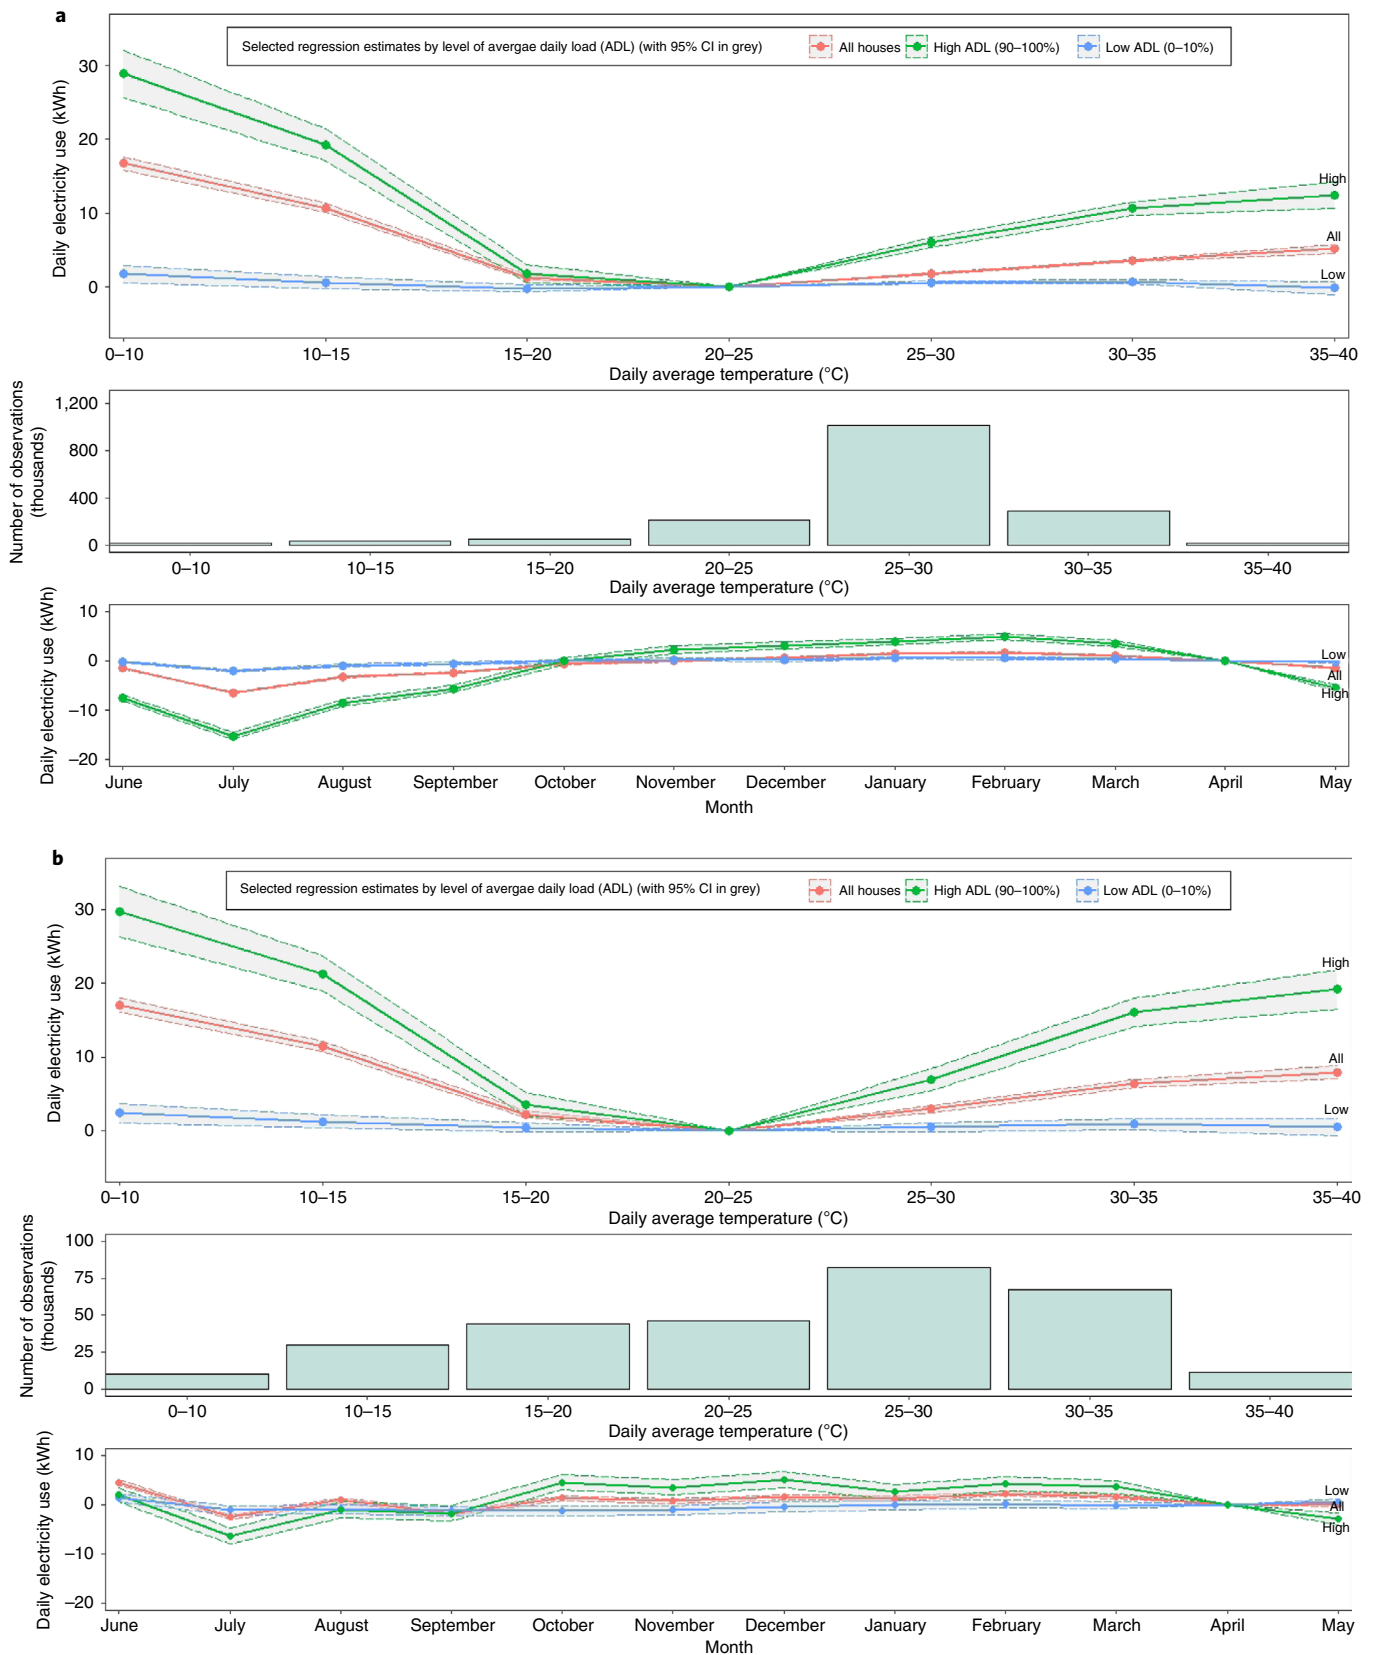 a
Selected regression estimates by level of avergae daily load (ADL) (with 95% CI in grey) All houses High ADL (90–100%) Low ADL (0–10%)
Daily electricity use (kWh)
30
20
10
0
High
All
Low
0–10 10–15 15–20 20–25 25–30 30–35 35–40
Daily average temperature (°C)
Number of observations
(thousands)
1,200
800
400
0
0–10 10–15 15–20 20–25 25–30 30–35 35–40
Daily average temperature (°C)
Daily electricity use (kWh)
10
0
–10
–20
Low
All
High
June July August September October November December January February March April May
Month
b
Selected regression estimates by level of avergae daily load (ADL) (with 95% CI in grey) All houses High ADL (90–100%) Low ADL (0–10%)
Daily electricity use (kWh)
30
20
10
0
High
All
Low
0–10 10–15 15–20 20–25 25–30 30–35 35–40
Daily average temperature (°C)
Number of observations
(thousands)
100
75
50
25
0
0–10 10–15 15–20 20–25 25–30 30–35 35–40
Daily average temperature (°C)
Daily electricity use (kWh)
10
0
–10
–20
Low
All
High
June July August September October November December January February March April May
Month